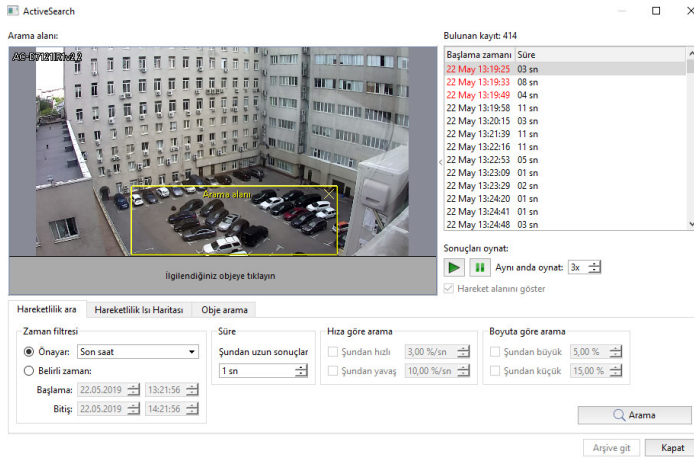 ActiveSearch
Arama alanı:
Bulunan kayıt: 414
AC-D7121IR1v2_2
Başlama zamanı Süre
22 May 13:19:25 03 sn
22 May 13:19:33 08 sn
22 May 13:19:49 04 sn
22 May 13:19:58 11 sn
22 May 13:20:15 03 sn
22 May 13:21:39 11 sn
22 May 13:22:16 11 sn
22 May 13:22:53 05 sn
22 May 13:23:09 01 sn
22 May 13:23:29 02 sn
22 May 13:24:20 01 sn
22 May 13:24:41 01 sn
22 May 13:24:48 03 sn
Arama alanı
İlgilendiğiniz objeye tıklayın
Sonuçları oynat:
Aynı anda oynat: 3x
Hareket alanını göster
Hareketlilik ara Hareketlilik Isı Haritası Obje arama
Zaman filtresi Süre Hıza göre arama Boyuta göre arama
Önayar: Son saat Şundan uzun sonuçlar Şundan hızlı 3,00 %/sn Şundan büyük 5,00 %
Belirli zaman: 1 sn Şundan yavaş 10,00 %/sn Şundan küçük 15,00 %
Başlama: 22.05.2019 13:21:56
Bitiş: 22.05.2019 14:21:56
Arama
Arşive git Kapat